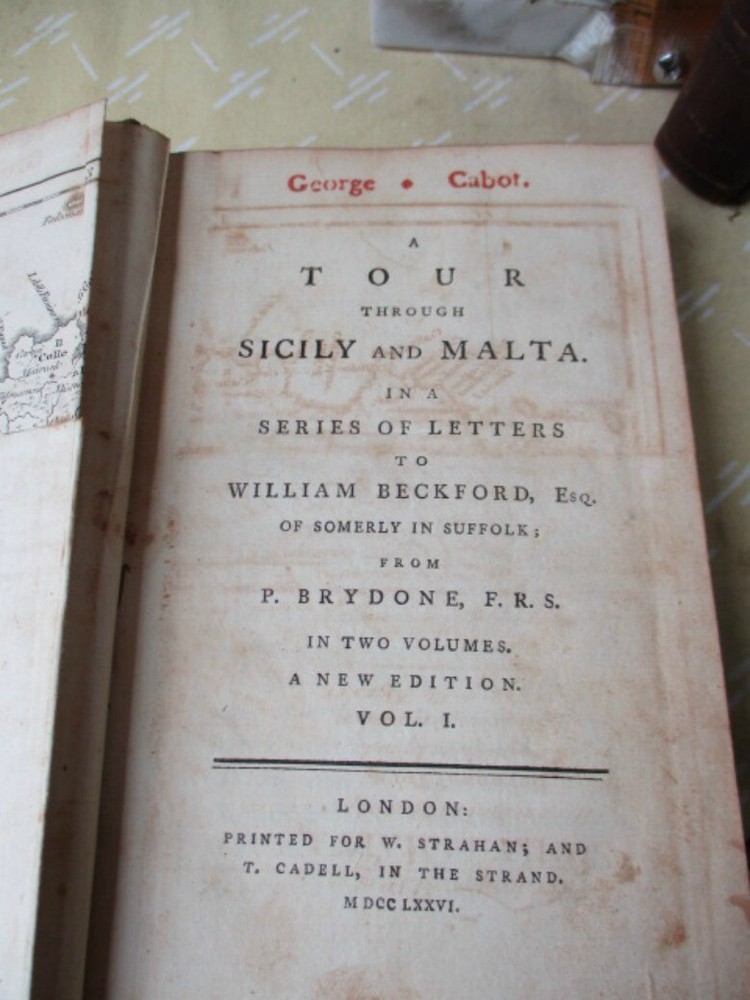 George • Cabot.
A
TOUR
THROUGH
SICILY AND MALTA.
IN A
SERIES OF LETTERS
TO
WILLIAM BECKFORD, Esq.
OF SOMERLY IN SUFFOLK;
FROM
P. BRYDONE, F. R. S.
IN TWO VOLUMES.
A NEW EDITION.
VOL. I.
LONDON:
PRINTED FOR W. STRAHAN; AND
T. CADELL, IN THE STRAND.
MDCCLXXVI.
Colle